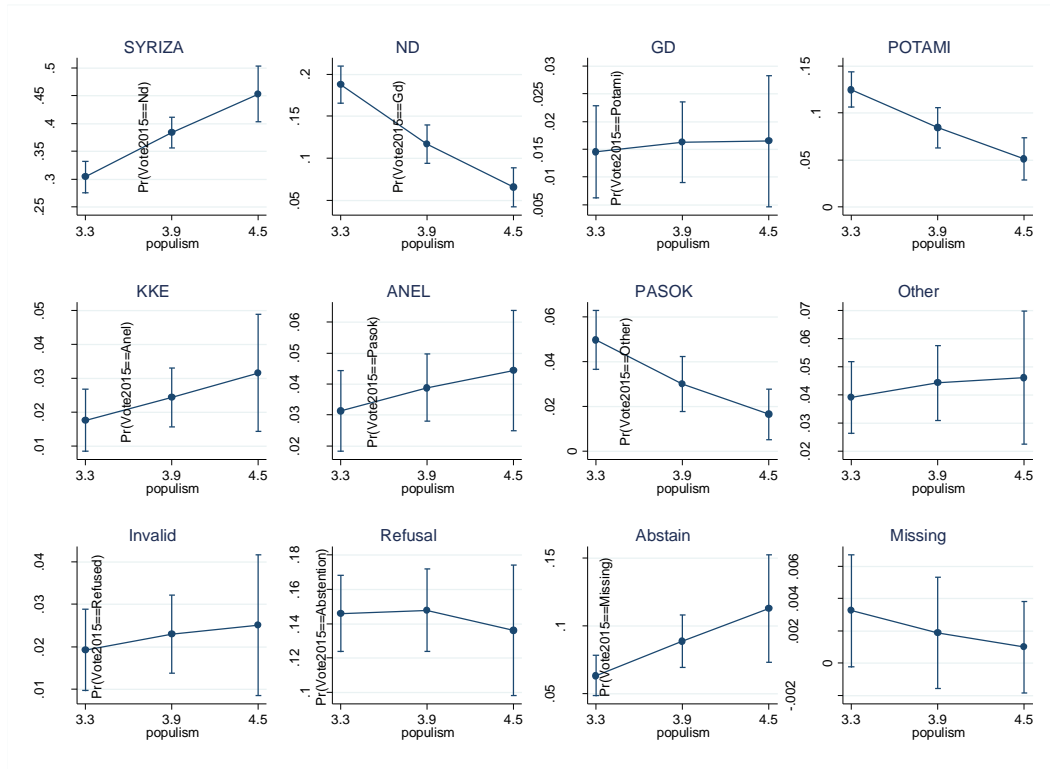 SYRIZA
.25 .3 .35 .4 .45 .5
3.3 3.9 4.5
populism
ND
Pr(Vote2015==Nd)
.05 .1 .15 .2
3.3 3.9 4.5
populism
GD
Pr(Vote2015==Gd)
.005 .015 .02 .025 .03
3.3 3.9 4.5
populism
POTAMI
Pr(Vote2015==Potami)
0 .05 .1 .15
3.3 3.9 4.5
populism
KKE
.01 .02 .03 .04 .05
3.3 3.9 4.5
populism
ANEL
Pr(Vote2015==Anel)
.02 .03 .04 .05 .06
3.3 3.9 4.5
populism
PASOK
Pr(Vote2015==Pasok)
0 .02 .04 .06
3.3 3.9 4.5
populism
Other
Pr(Vote2015==Other)
.02 .03 .04 .05 .06 .07
3.3 3.9 4.5
populism
Invalid
.01 .02 .03 .04
3.3 3.9 4.5
populism
Refusal
Pr(Vote2015==Refused)
.1 .12 .14 .16 .18
3.3 3.9 4.5
populism
Abstain
Pr(Vote2015==Abstention)
.05 .1 .15
3.3 3.9 4.5
populism
Missing
Pr(Vote2015==Missing)
-.002 0 .002 .004 .006
3.3 3.9 4.5
populism